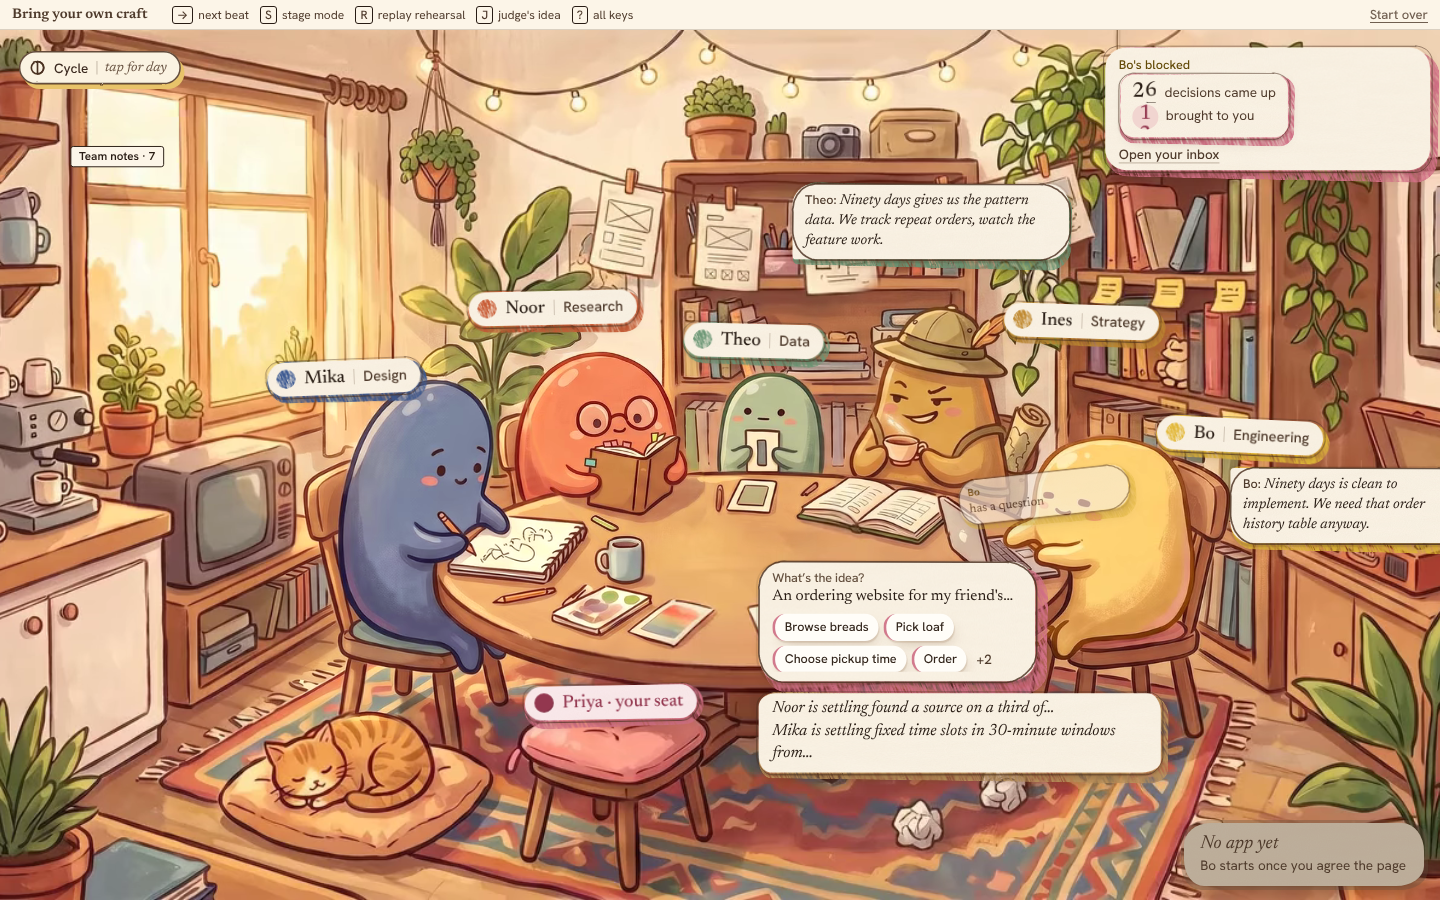 Bring your own craft
→ next beat S stage mode R replay rehearsal J judge's idea ? all keys
Start over
Cycle tap for day
Team notes · 7
Bo's blocked
26 decisions came up
1 brought to you
Open your inbox
Theo: Ninety days gives us the pattern
data. We track repeat orders, watch the
feature work.
Noor Research
Theo Data
Ines Strategy
Mika Design
Bo Engineering
Bo: Ninety days is clean to
implement. We need that order
history table anyway.
Bo
has a question
What's the idea?
An ordering website for my friend's...
Browse breads Pick loaf
Choose pickup time Order +2
Priya · your seat
Noor is settling found a source on a third of...
Mika is settling fixed time slots in 30-minute windows
from...
No app yet
Bo starts once you agree the page